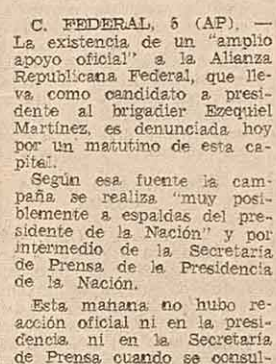 C. FEDERAL, 5 (AP). —
La existencia de un "amplio
apoyo oficial" a la Alianza
Republicana Federal, que lle-
va como candidato a presi-
dente al brigadier Ezequiel
Martínez, es denunciada hoy
por un matutino de esta ca-
pital.
Según esa fuente la cam-
paña se realiza "muy posi-
blemente a espaldas del pre-
sidente de la Nación" y por
intermedio de la Secretaría
de Prensa de la Presidencia
de la Nación.
Esta mañana no hubo re-
acción oficial ni en la presi-
dencia ni en la Secretaría
de Prensa cuando se consul-